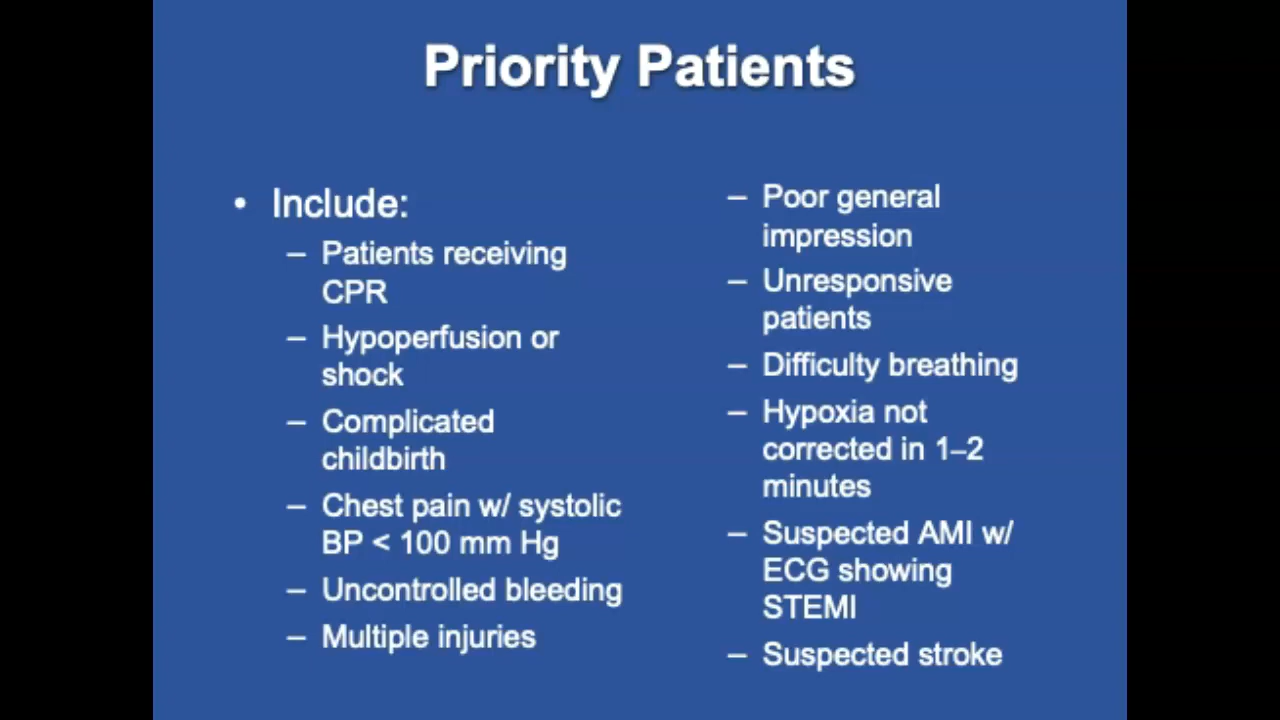 Priority Patients
• Include:
– Patients receiving
CPR
– Hypoperfusion or
shock
– Complicated
childbirth
– Chest pain w/ systolic
BP < 100 mm Hg
– Uncontrolled bleeding
– Multiple injuries
– Poor general
impression
– Unresponsive
patients
– Difficulty breathing
– Hypoxia not
corrected in 1–2
minutes
– Suspected AMI w/
ECG showing
STEMI
– Suspected stroke